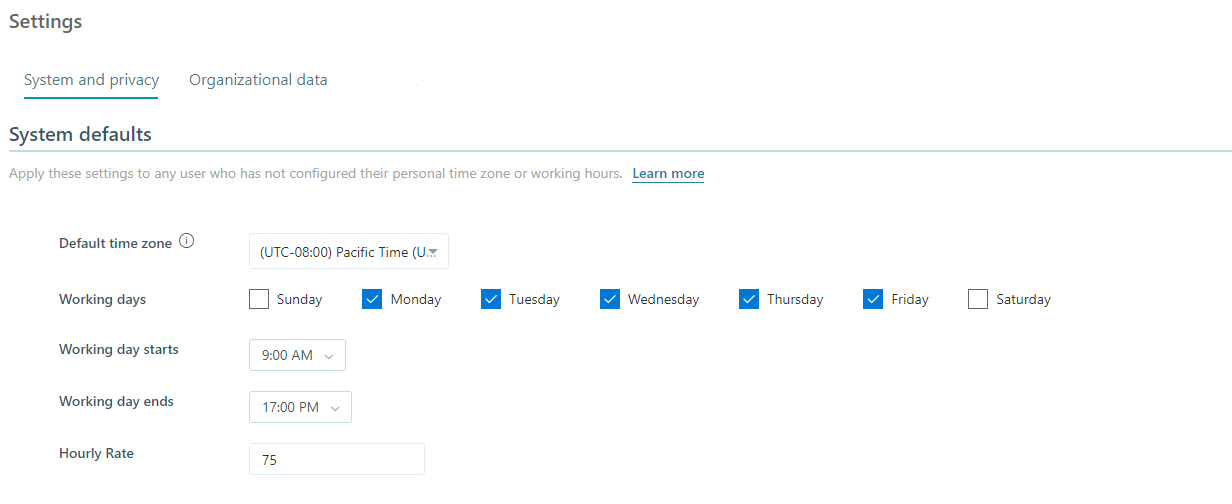 Settings
System and privacy Organizational data
System defaults
Apply these settings to any user who has not configured their personal time zone or working hours. Learn more
Default time zone (UTC-08:00) Pacific Time (U...
Working days Sunday Monday Tuesday Wednesday Thursday Friday Saturday
Working day starts 9:00 AM
Working day ends 17:00 PM
Hourly Rate 75